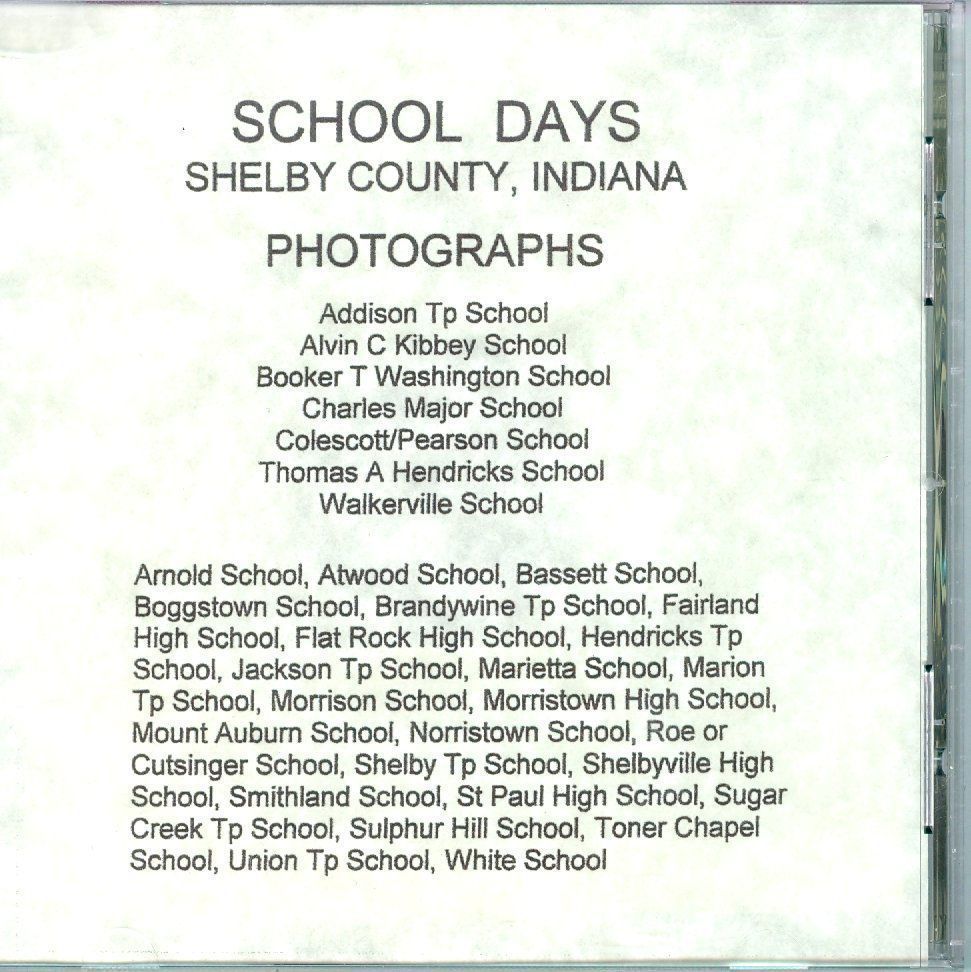 SCHOOL DAYS
SHELBY COUNTY, INDIANA
PHOTOGRAPHS
Addison Tp School
Alvin C Kibbey School
Booker T Washington School
Charles Major School
Colescott/Pearson School
Thomas A Hendricks School
Walkerville School
Arnold School, Atwood School, Bassett School,
Boggstown School, Brandywine Tp School, Fairland
High School, Flat Rock High School, Hendricks Tp
School, Jackson Tp School, Marietta School, Marion
Tp School, Morrison School, Morristown High School,
Mount Auburn School, Norristown School, Roe or
Cutsinger School, Shelby Tp School, Shelbyville High
School, Smithland School, St Paul High School, Sugar
Creek Tp School, Sulphur Hill School, Toner Chapel
School, Union Tp School, White School